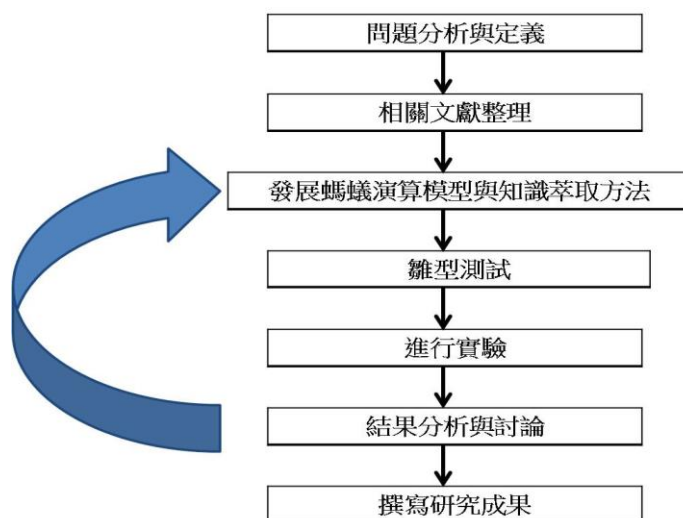 問題分析與定義
相關文獻整理
發展螞蟻演算模型與知識萃取方法
雛型測試
進行實驗
結果分析與討論
撰寫研究成果